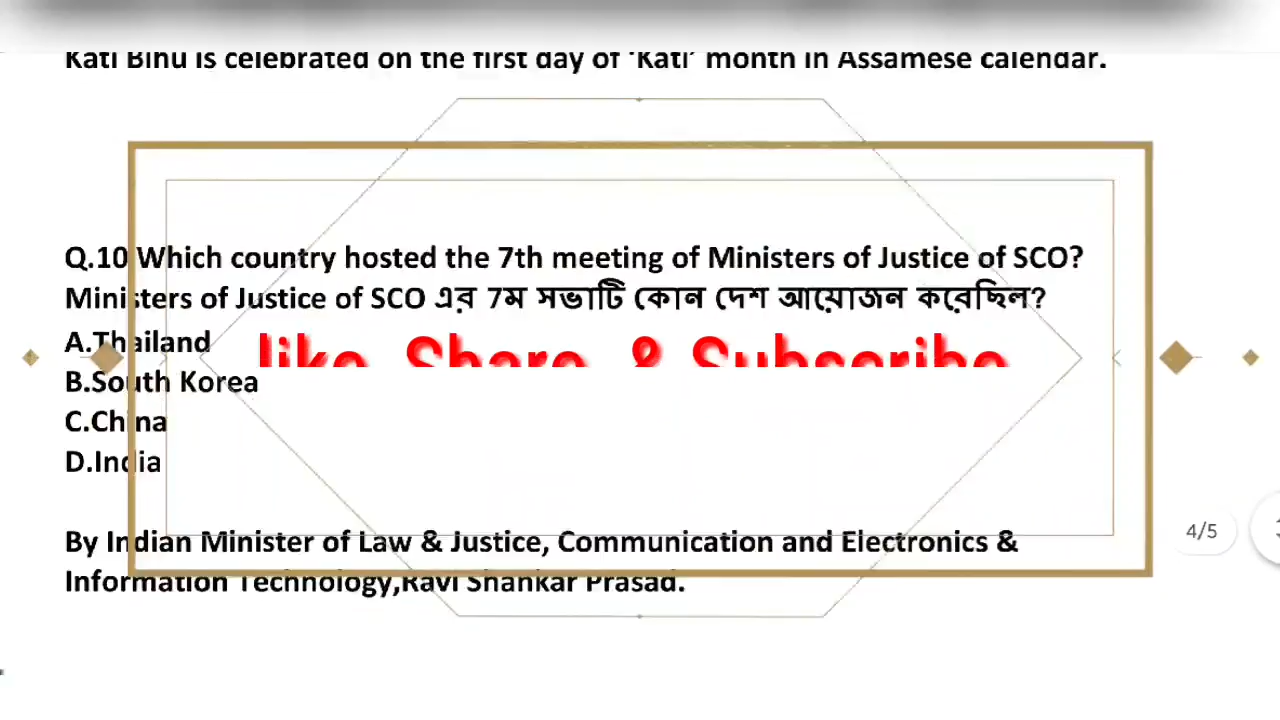 Kati Bihu is celebrated on the first day of 'Kati' month in Assamese calendar.
Q.10 Which country hosted the 7th meeting of Ministers of Justice of SCO?
Ministers of Justice of SCO এর 7ম সভাটি কোন দেশ আয়োজন করেছিল?
A.Thailand
like Share & Subscribe
B.South Korea
C.China
D.India
By Indian Minister of Law & Justice, Communication and Electronics &
4/5
Information Technology,Ravi Shankar Prasad.